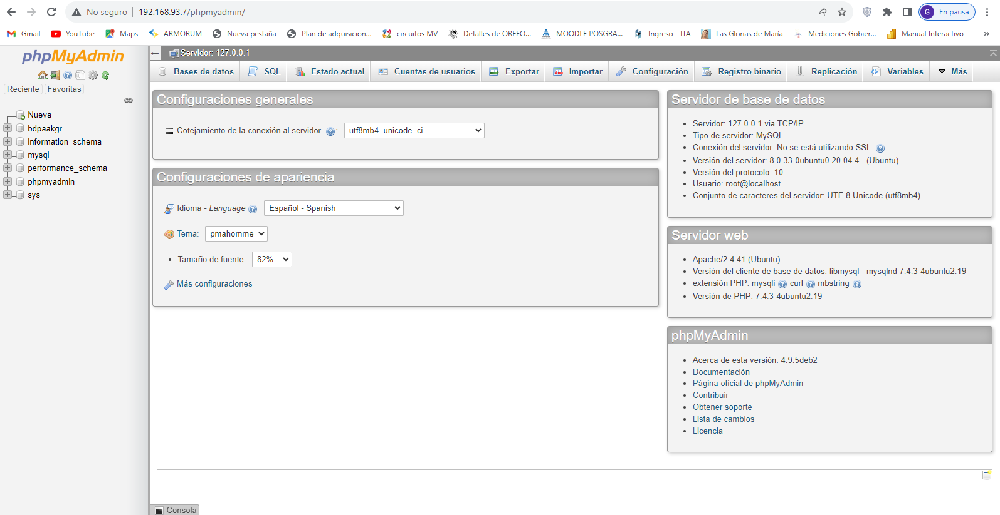 No seguro | 192.168.93.7/phpmyadmin/
G En pausa
Gmail YouTube Maps ARMORUM Nueva pestaña Plan de adquisicion... circuitos MV Detalles de ORFEO... MOODLE POSGRA... Ingreso - ITA Las Glorias de María Mediciones Gobier... Manual Interactivo »
phpMyAdmin
Reciente Favoritas
Nueva
bdpaakgr
information_schema
mysql
performance_schema
phpmyadmin
sys
Servidor: 127.0.0.1
Bases de datos SQL Estado actual Cuentas de usuarios Exportar Importar Configuración Registro binario Replicación Variables Más
Configuraciones generales
Cotejamiento de la conexión al servidor : utf8mb4_unicode_ci
Configuraciones de apariencia
Idioma - Language Español - Spanish
Tema: pmahomme
• Tamaño de fuente: 82%
Más configuraciones
Servidor de base de datos
• Servidor: 127.0.0.1 via TCP/IP
• Tipo de servidor: MySQL
• Conexión del servidor: No se está utilizando SSL
• Versión del servidor: 8.0.33-0ubuntu0.20.04.4 - (Ubuntu)
• Versión del protocolo: 10
• Usuario: root@localhost
• Conjunto de caracteres del servidor: UTF-8 Unicode (utf8mb4)
Servidor web
• Apache/2.4.41 (Ubuntu)
• Versión del cliente de base de datos: libmysql - mysqlnd 7.4.3-4ubuntu2.19
• extensión PHP: mysqli curl mbstring
• Versión de PHP: 7.4.3-4ubuntu2.19
phpMyAdmin
• Acerca de esta versión: 4.9.5deb2
• Documentación
• Página oficial de phpMyAdmin
• Contribuir
• Obtener soporte
• Lista de cambios
• Licencia
Consola